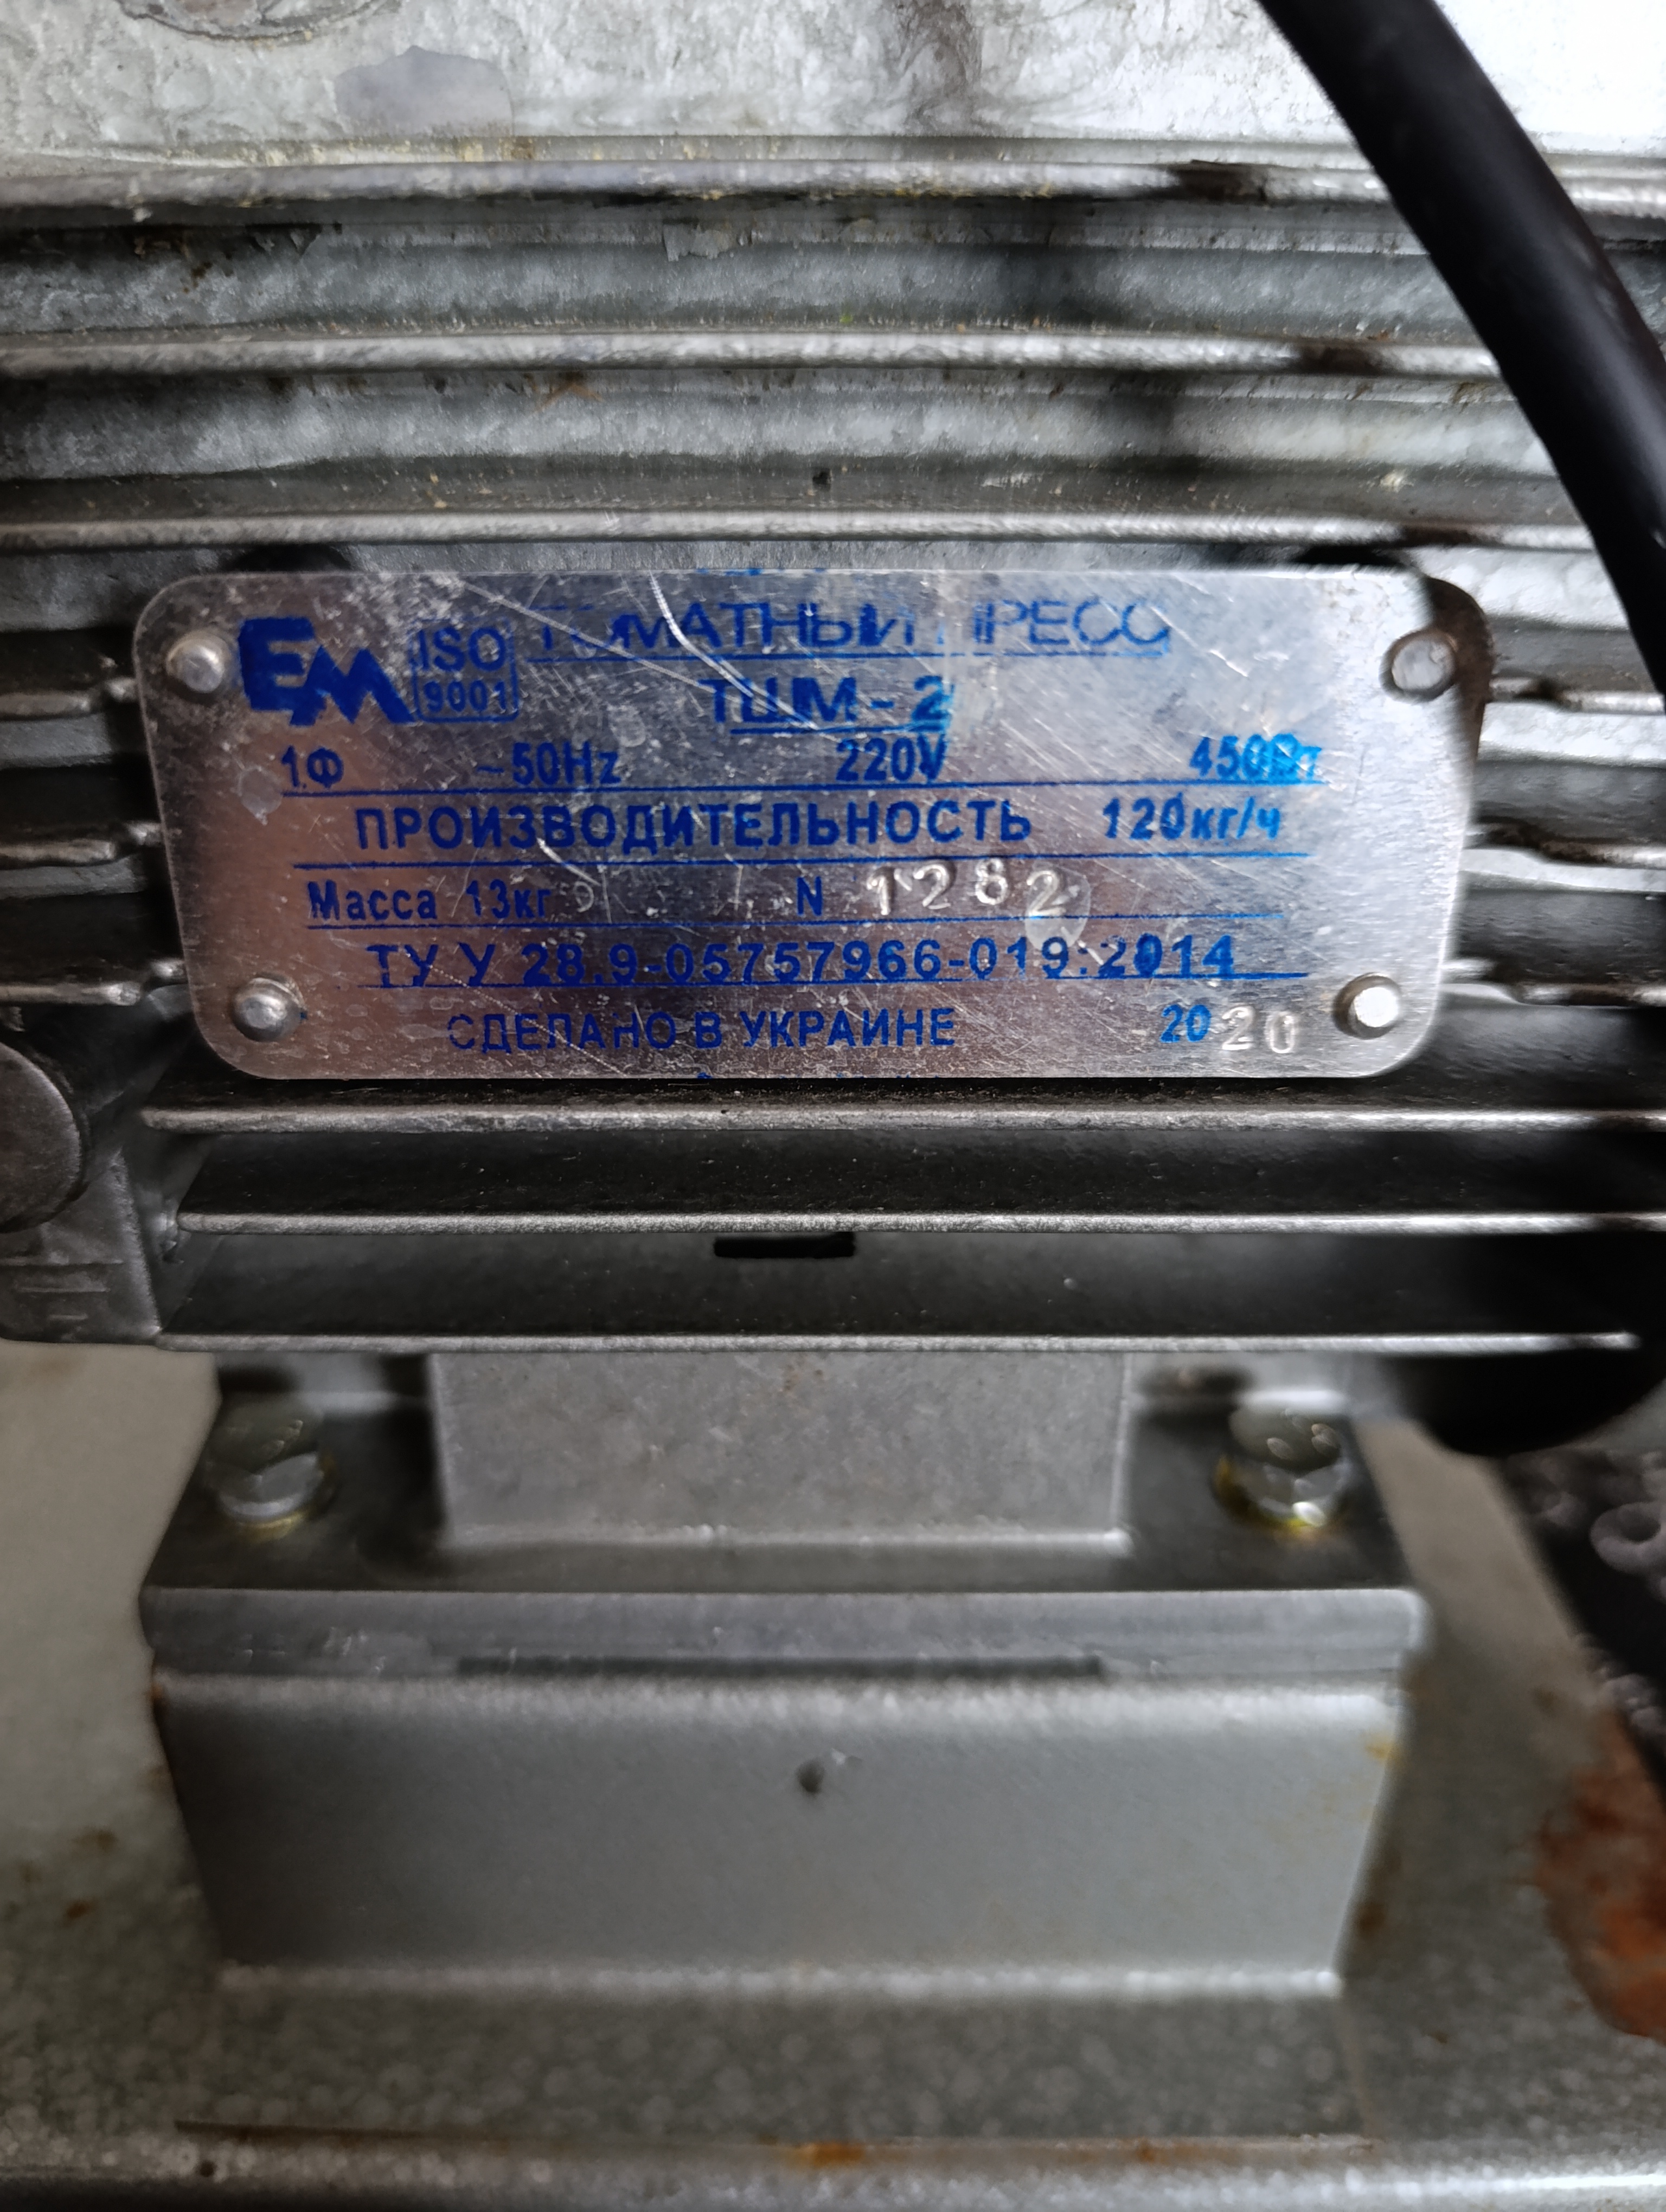 ЕМ ISO 9001 ТОМАТНЫЙ ПРЕСС
ТШМ-2
1Ф ~50Hz 220V 450Вт
ПРОИЗВОДИТЕЛЬНОСТЬ 120кг/ч
Масса 13кг N 1282
ТУ У 28.9-05757966-019:2014
СДЕЛАНО В УКРАИНЕ 2020